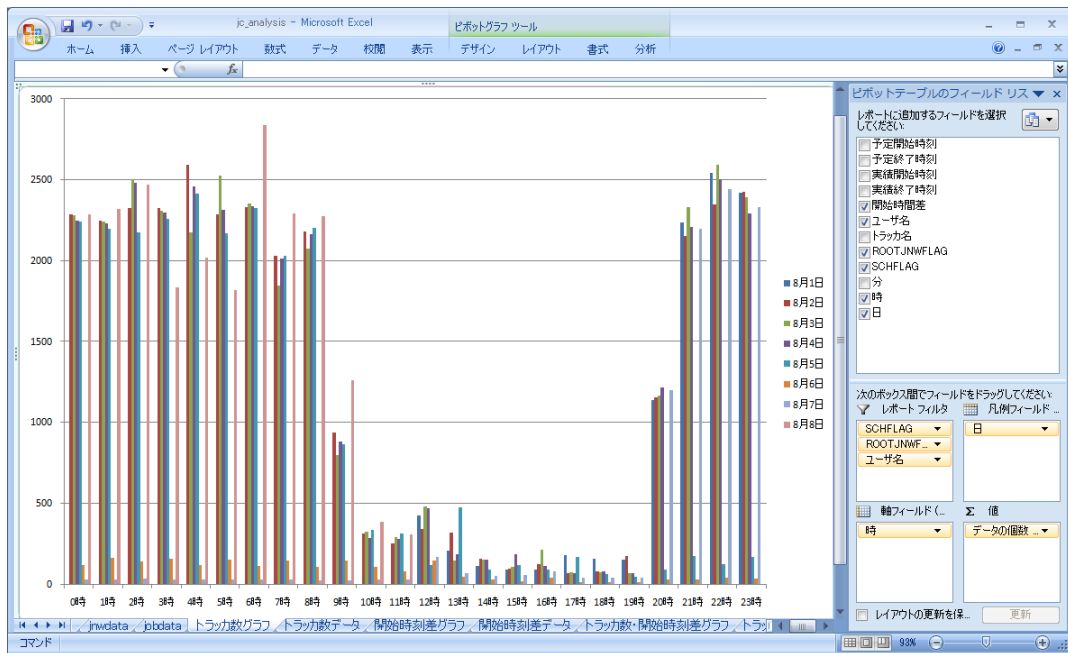 jc_analysis - Microsoft Excel
ピボットグラフ ツール
ホーム 挿入 ページ レイアウト 数式 データ 校閲 表示 デザイン レイアウト 書式 分析
fx
3000
2500
2000
1500
1000
500
0
0時 1時 2時 3時 4時 5時 6時 7時 8時 9時 10時 11時 12時 13時 14時 15時 16時 17時 18時 19時 20時 21時 22時 23時
8月1日
8月2日
8月3日
8月4日
8月5日
8月6日
8月7日
8月8日
ピボットテーブルのフィールド リス
レポートに追加するフィールドを選択
してください:
予定開始時刻
予定終了時刻
実績開始時刻
実績終了時刻
開始時間差
ユーザ名
トラッカ名
ROOTJNWFLAG
SCHFLAG
分
時
日
次のボックス間でフィールドをドラッグしてください:
レポート フィルタ
凡例フィールド ...
SCHFLAG
ROOTJNWF...
ユーザ名
日
軸フィールド (...
Σ 値
時
データの個数 ...
レイアウトの更新を保...
更新
jnwdata jobdata トラッカ数グラフ トラッカ数データ 開始時刻差グラフ 開始時刻差データ トラッカ数・開始時刻差グラフ トラッ
コマンド
93%